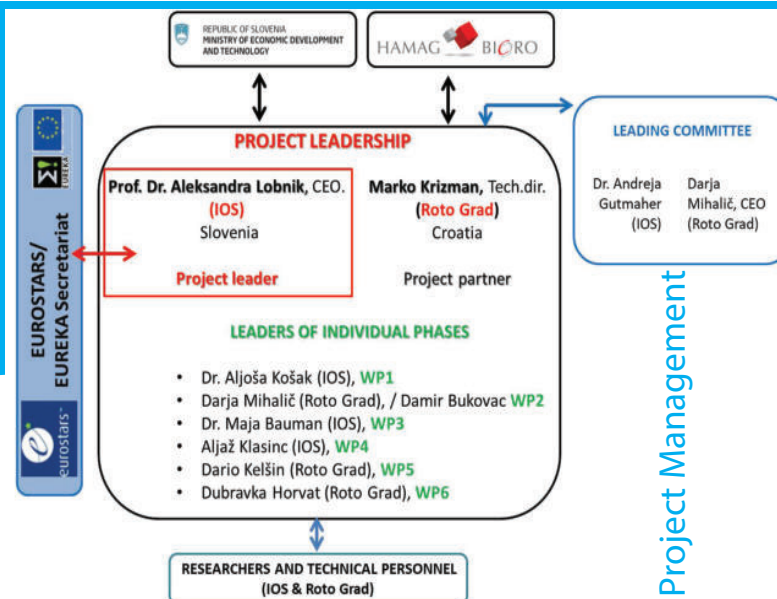 REPUBLIC OF SLOVENIA
MINISTRY OF ECONOMIC DEVELOPMENT
AND TECHNOLOGY
HAMAG BICRO
PROJECT LEADERSHIP
Prof. Dr. Aleksandra Lobnik, CEO.
(IOS)
Slovenia
Project leader
Marko Krizman, Tech.dir.
(Roto Grad)
Croatia
Project partner
LEADERS OF INDIVIDUAL PHASES
• Dr. Aljoša Košak (IOS), WP1
• Darja Mihalič (Roto Grad), / Damir Bukovac WP2
• Dr. Maja Bauman (IOS), WP3
• Aljaž Klasinc (IOS), WP4
• Dario Kelšin (Roto Grad), WP5
• Dubravka Horvat (Roto Grad), WP6
LEADING COMMITTEE
Dr. Andreja
Gutmaher
(IOS)
Darja
Mihalič, CEO
(Roto Grad)
EUREKA
EUROSTARS/
EUREKA Secretariat
eurostars™
RESEARCHERS AND TECHNICAL PERSONNEL
(IOS & Roto Grad)
Project Management